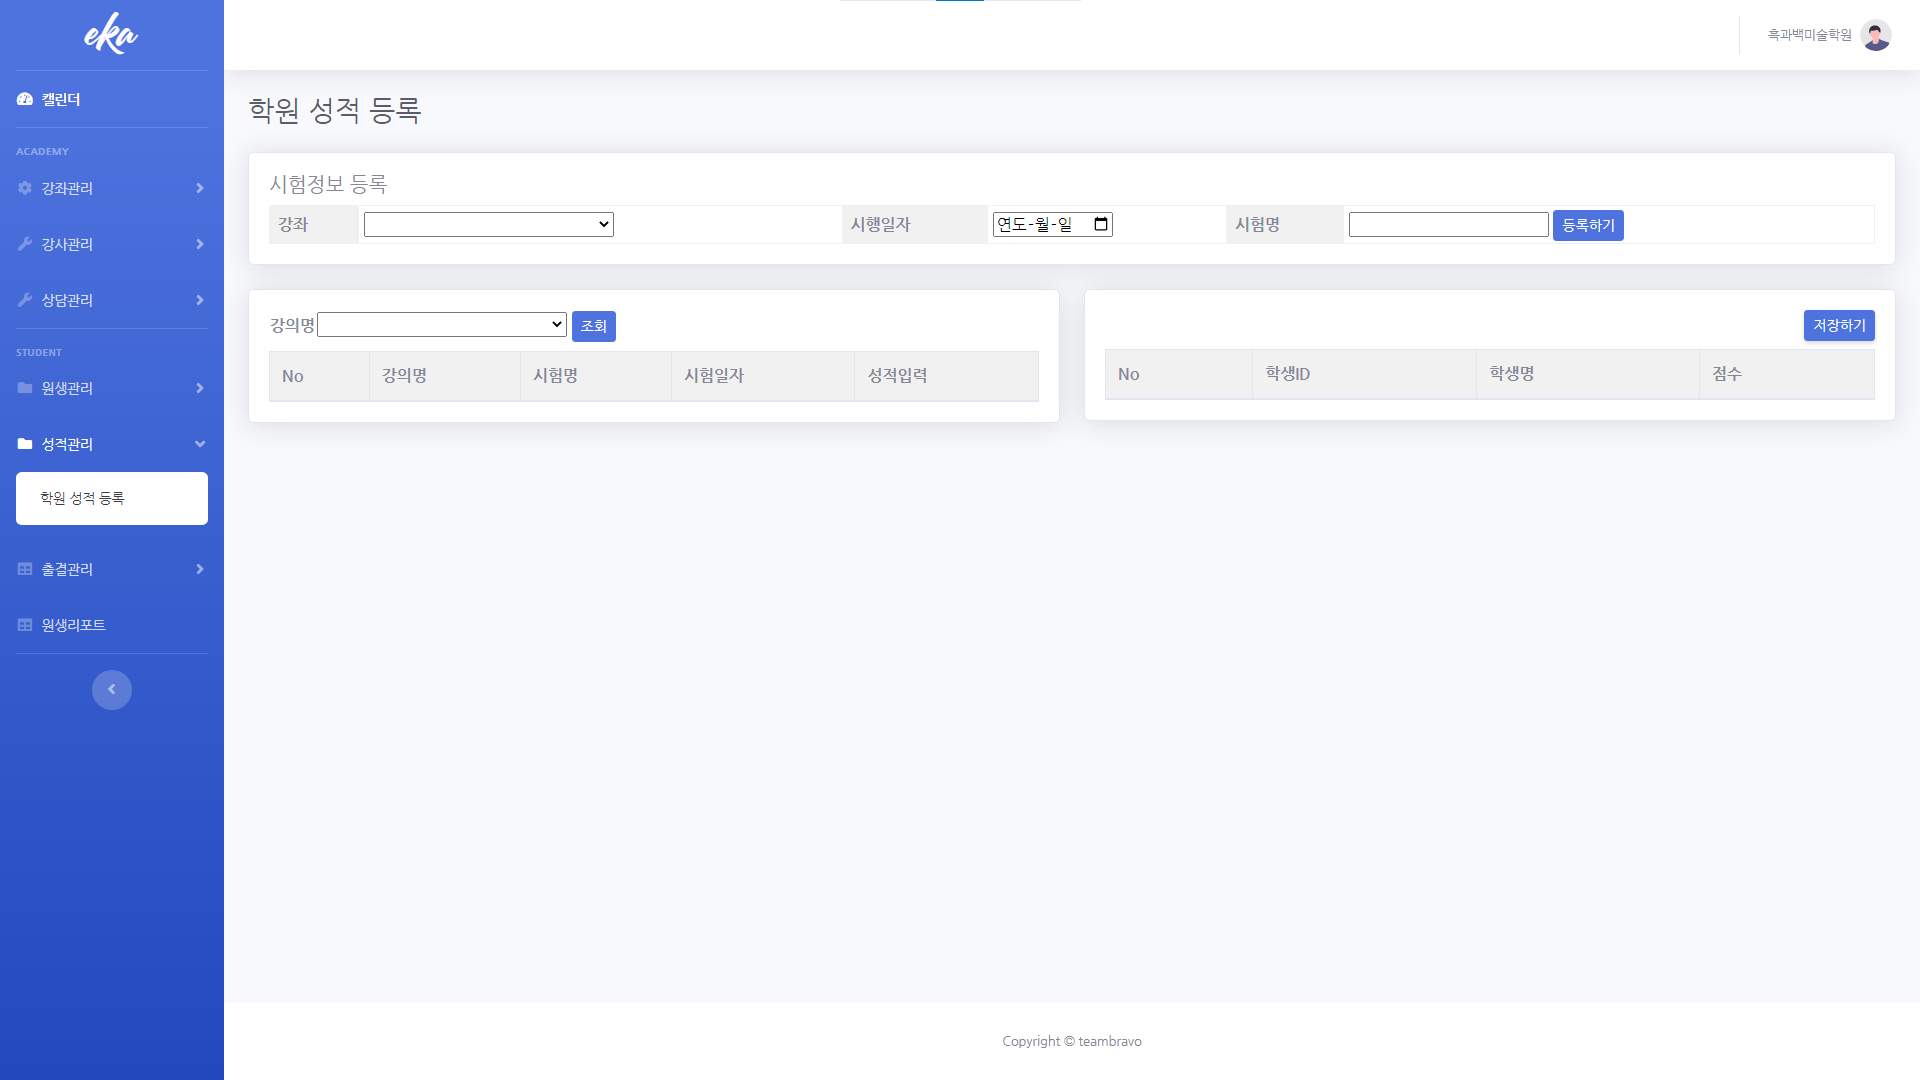 eka
흑과백미술학원
캘린더
ACADEMY
강좌관리
강사관리
상담관리
STUDENT
원생관리
성적관리
학원 성적 등록
출결관리
원생리포트
학원 성적 등록
시험정보 등록
강좌 시행일자 연도-월-일 시험명 등록하기
강의명 조회
No 강의명 시험명 시험일자 성적입력
저장하기
No 학생ID 학생명 점수
Copyright © teambravo